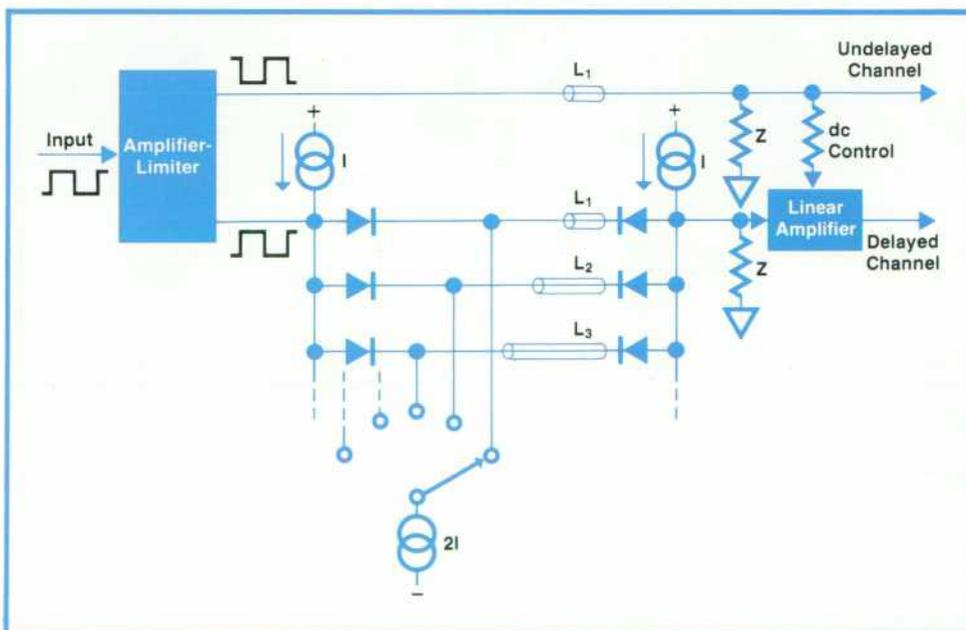 Undelayed
Channel
L₁
+
+
Input
Amplifier-
Limiter
I
I
Z
dc
Control
L₁
Linear
Amplifier
L₂
Z
Delayed
Channel
L₃
2I
−